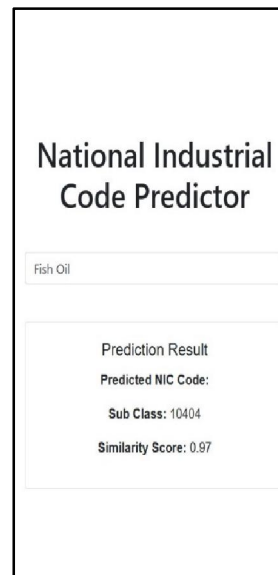 National Industrial
Code Predictor
Fish Oil
Prediction Result
Predicted NIC Code:
Sub Class: 10404
Similarity Score: 0.97